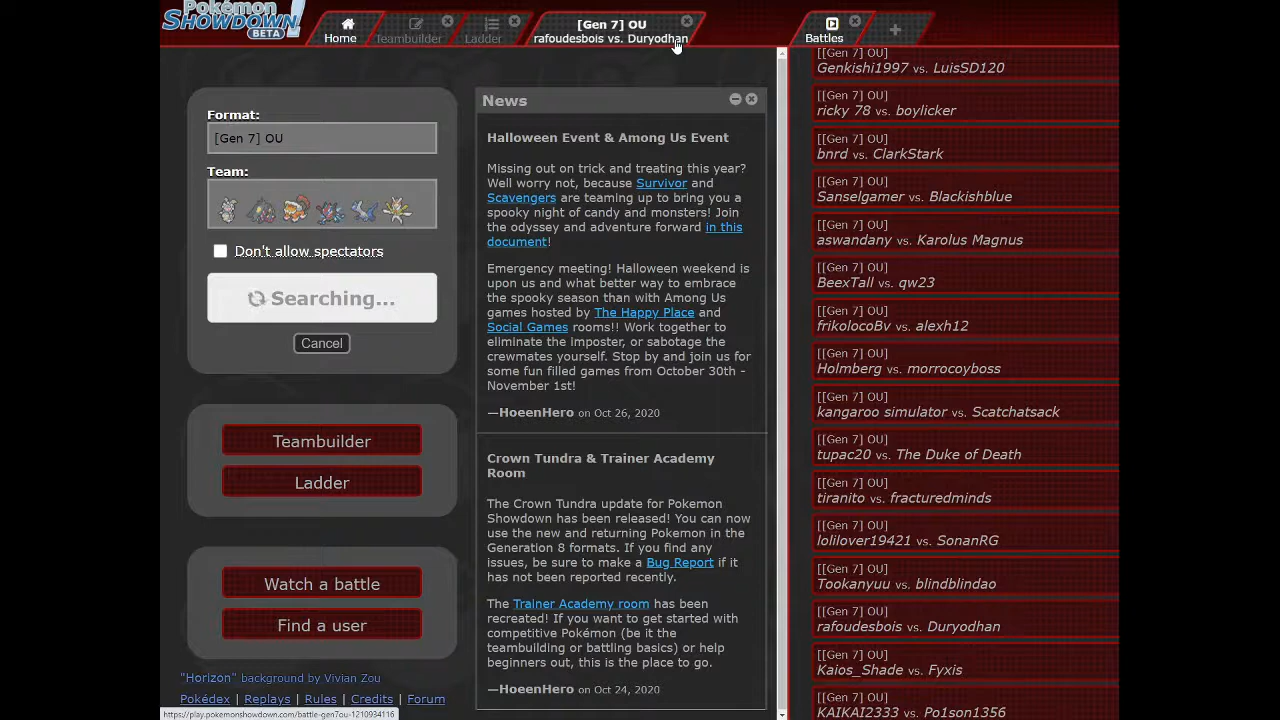 Pokémon
SHOWDOWN!
BETA
Home
Teambuilder
Ladder
[Gen 7] OU
rafoudesbois vs. Duryodhan
Battles
Format:
[Gen 7] OU
Team:
Don't allow spectators
Searching...
Cancel
Teambuilder
Ladder
Watch a battle
Find a user
"Horizon" background by Vivian Zou
Pokédex | Replays | Rules | Credits | Forum
https://play.pokemonshowdown.com/battle-gen7ou-1210934116
News
Halloween Event & Among Us Event
Missing out on trick and treating this year?
Well worry not, because Survivor and
Scavengers are teaming up to bring you a
spooky night of candy and monsters! Join
the odyssey and adventure forward in this
document!
Emergency meeting! Halloween weekend is
upon us and what better way to embrace
the spooky season than with Among Us
games hosted by The Happy Place and
Social Games rooms!! Work together to
eliminate the imposter, or sabotage the
crewmates yourself. Stop by and join us for
some fun filled games from October 30th -
November 1st!
—HoeenHero on Oct 26, 2020
Crown Tundra & Trainer Academy
Room
The Crown Tundra update for Pokemon
Showdown has been released! You can now
use the new and returning Pokemon in the
Generation 8 formats. If you find any
issues, be sure to make a Bug Report if it
has not been reported recently.
The Trainer Academy room has been
recreated! If you want to get started with
competitive Pokémon (be it the
teambuilding or battling basics) or help
beginners out, this is the place to go.
—HoeenHero on Oct 24, 2020
[[Gen 7] OU]
Genkishi1997 vs. LuisSD120
[[Gen 7] OU]
ricky 78 vs. boylicker
[[Gen 7] OU]
bnrd vs. ClarkStark
[[Gen 7] OU]
Sanselgamer vs. Blackishblue
[[Gen 7] OU]
aswandany vs. Karolus Magnus
[[Gen 7] OU]
BeexTall vs. qw23
[[Gen 7] OU]
frikolocoBv vs. alexh12
[[Gen 7] OU]
Holmberg vs. morrocoyboss
[[Gen 7] OU]
kangaroo simulator vs. Scatchatsack
[[Gen 7] OU]
tupac20 vs. The Duke of Death
[[Gen 7] OU]
tiranito vs. fracturedminds
[[Gen 7] OU]
lolilover19421 vs. SonanRG
[[Gen 7] OU]
Tookanyuu vs. blindblindao
[[Gen 7] OU]
rafoudesbois vs. Duryodhan
[[Gen 7] OU]
Kaios_Shade vs. Fyxis
[[Gen 7] OU]
KAIKAI2333 vs. Po1son1356